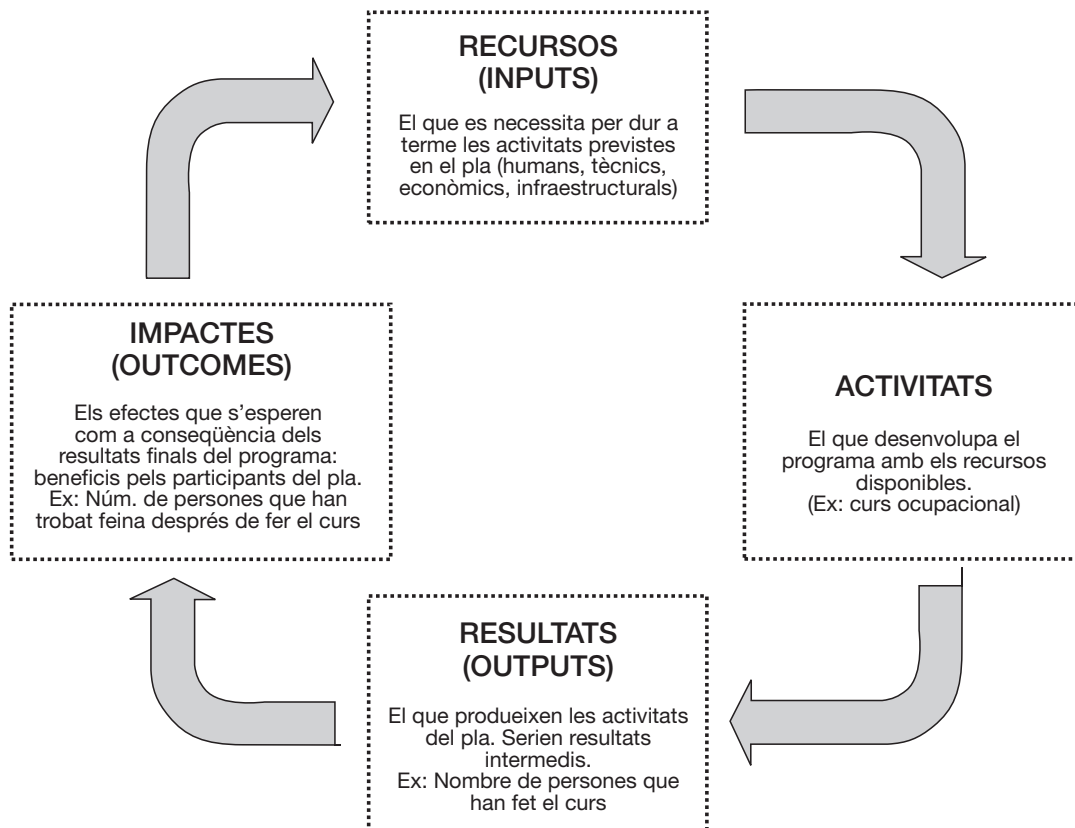 RECURSOS
(INPUTS)
El que es necessita per dur a
terme les activitats previstes
en el pla (humans, tècnics,
econòmics, infraestructurals)
IMPACTES
(OUTCOMES)
Els efectes que s’esperen
com a conseqüència dels
resultats finals del programa:
beneficis pels participants del pla.
Ex: Núm. de persones que han
trobat feina després de fer el curs
ACTIVITATS
El que desenvolupa el
programa amb els recursos
disponibles.
(Ex: curs ocupacional)
RESULTATS
(OUTPUTS)
El que produeixen les activitats
del pla. Serien resultats
intermedis.
Ex: Nombre de persones que
han fet el curs